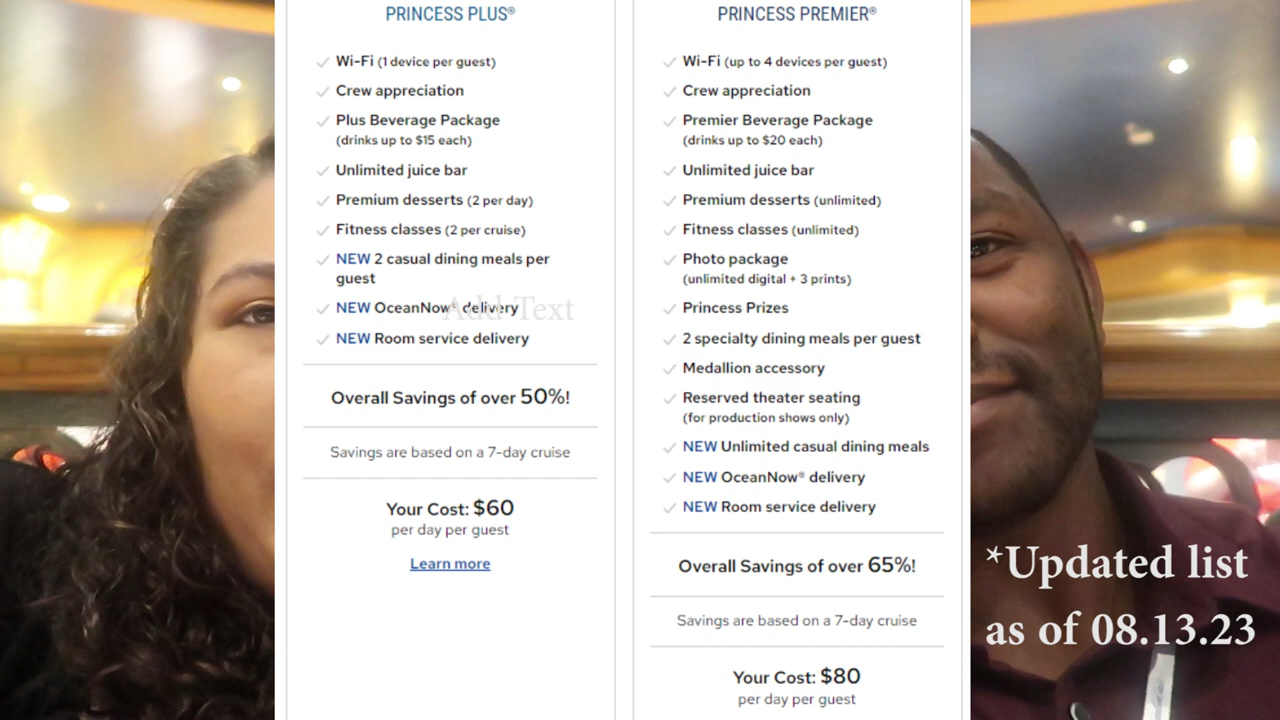 PRINCESS PLUS®
Wi-Fi (1 device per guest)
Crew appreciation
Plus Beverage Package
(drinks up to $15 each)
Unlimited juice bar
Premium desserts (2 per day)
Fitness classes (2 per cruise)
NEW 2 casual dining meals per
guest
NEW OceanNow® delivery
Add Text
NEW Room service delivery
Overall Savings of over 50%!
Savings are based on a 7-day cruise
Your Cost: $60
per day per guest
Learn more
PRINCESS PREMIER®
Wi-Fi (up to 4 devices per guest)
Crew appreciation
Premier Beverage Package
(drinks up to $20 each)
Unlimited juice bar
Premium desserts (unlimited)
Fitness classes (unlimited)
Photo package
(unlimited digital + 3 prints)
Princess Prizes
2 specialty dining meals per guest
Medallion accessory
Reserved theater seating
(for production shows only)
NEW Unlimited casual dining meals
NEW OceanNow® delivery
NEW Room service delivery
Overall Savings of over 65%!
Savings are based on a 7-day cruise
Your Cost: $80
per day per guest
*Updated list
as of 08.13.23